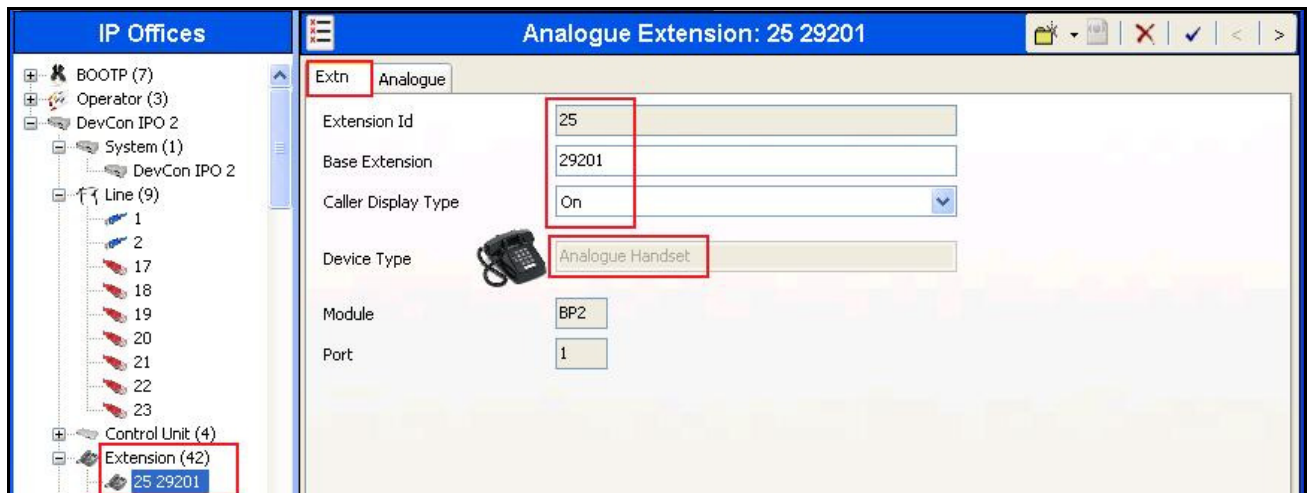 IP Offices
BOOTP (7)
Operator (3)
DevCon IPO 2
System (1)
DevCon IPO 2
Line (9)
1
2
17
18
19
20
21
22
23
Control Unit (4)
Extension (42)
25 29201
Analogue Extension: 25 29201
Extn
Analogue
Extension Id
25
Base Extension
29201
Caller Display Type
On
Device Type
Analogue Handset
Module
BP2
Port
1